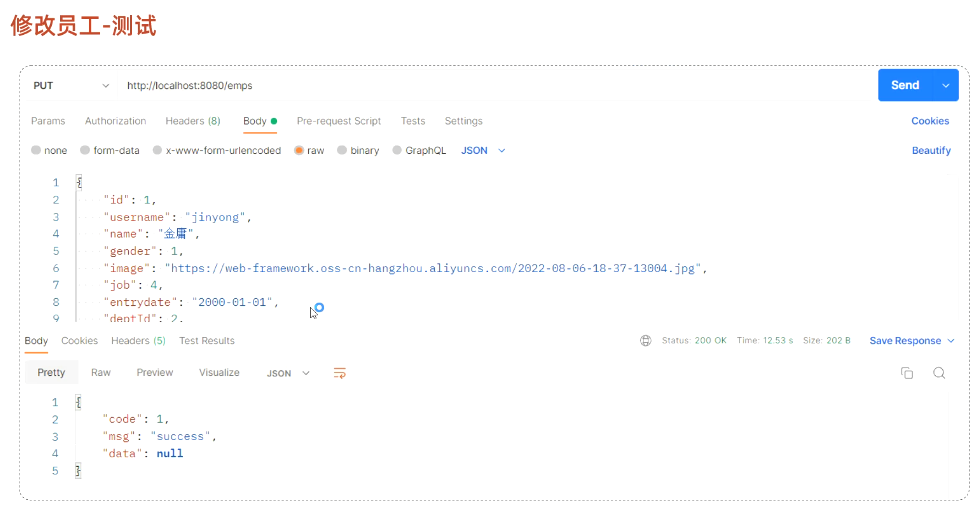 修改员工-测试
PUT http://localhost:8080/emps Send
Params Authorization Headers (8) Body Pre-request Script Tests Settings Cookies
none form-data x-www-form-urlencoded raw binary GraphQL JSON Beautify
1 {
2 "id": 1,
3 "username": "jinyong",
4 "name": "金庸",
5 "gender": 1,
6 "image": "https://web-framework.oss-cn-hangzhou.aliyuncs.com/2022-08-06-18-37-13004.jpg",
7 "job": 4,
8 "entrydate": "2000-01-01",
9 "deptId": 2,
Body Cookies Headers (5) Test Results Status: 200 OK Time: 12.53 s Size: 202 B Save Response
Pretty Raw Preview Visualize JSON
1 {
2 "code": 1,
3 "msg": "success",
4 "data": null
5 }